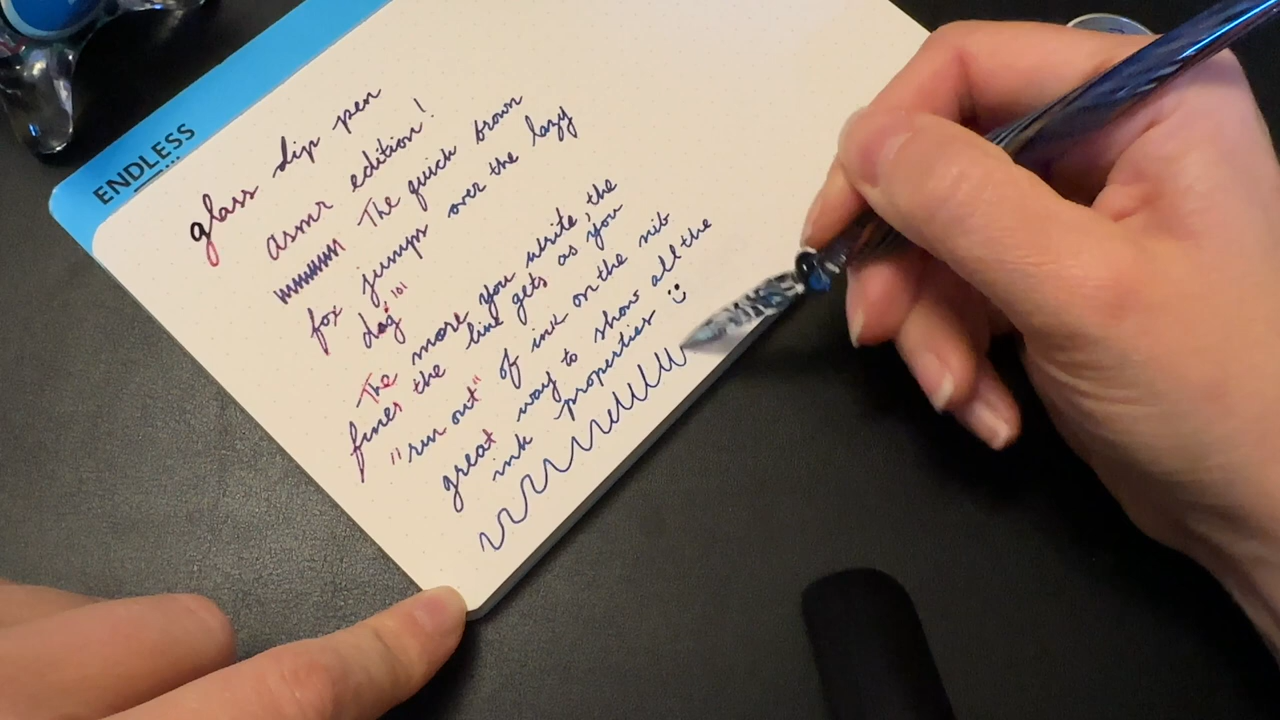 ENDLESS
glass dip pen
asmr edition!
The quick brown
fox jumps over the lazy
dog
The more you write, the
fines the line gets as you
"run out" of ink on the nib
great way to show all the
ink properties :)